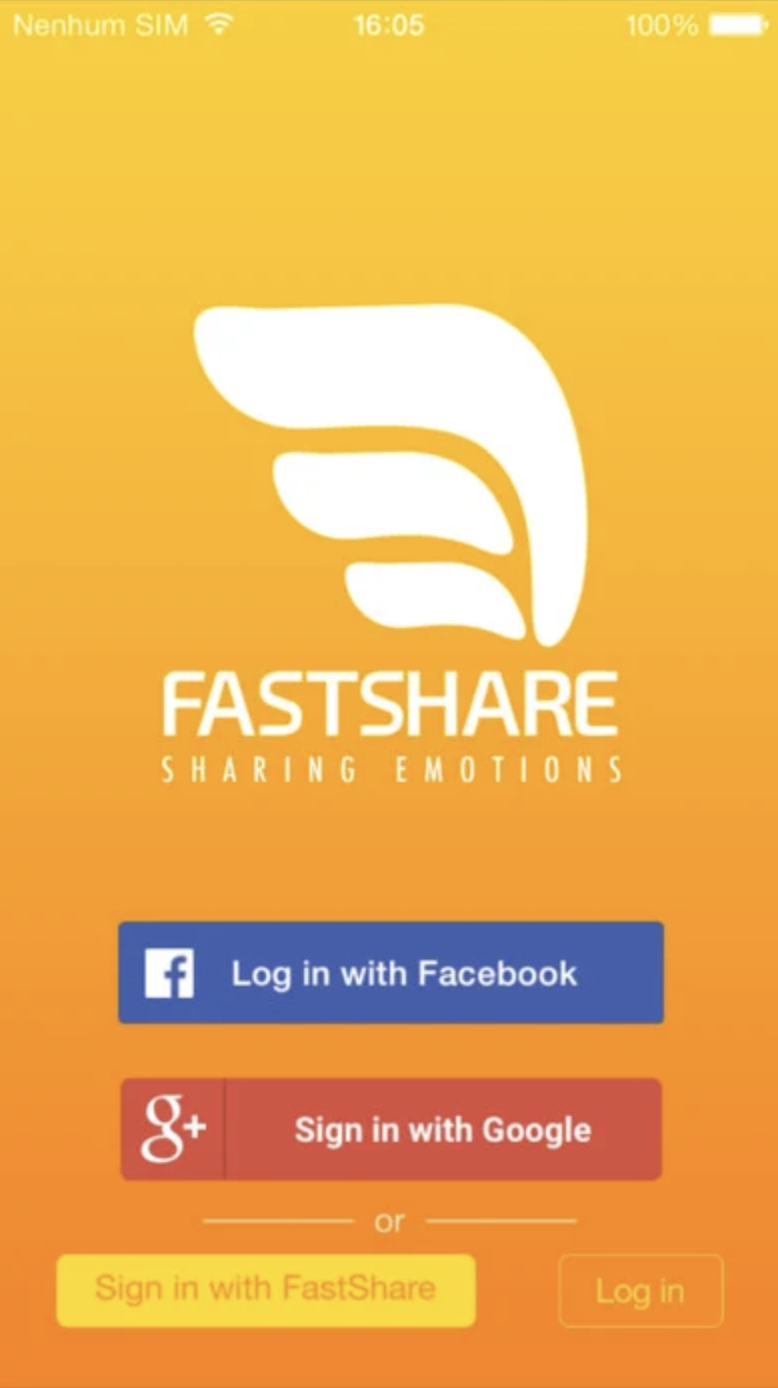 Nenhum SIM 16:05 100%
FASTSHARE
SHARING EMOTIONS
Log in with Facebook
g+ Sign in with Google
or
Sign in with FastShare Log in